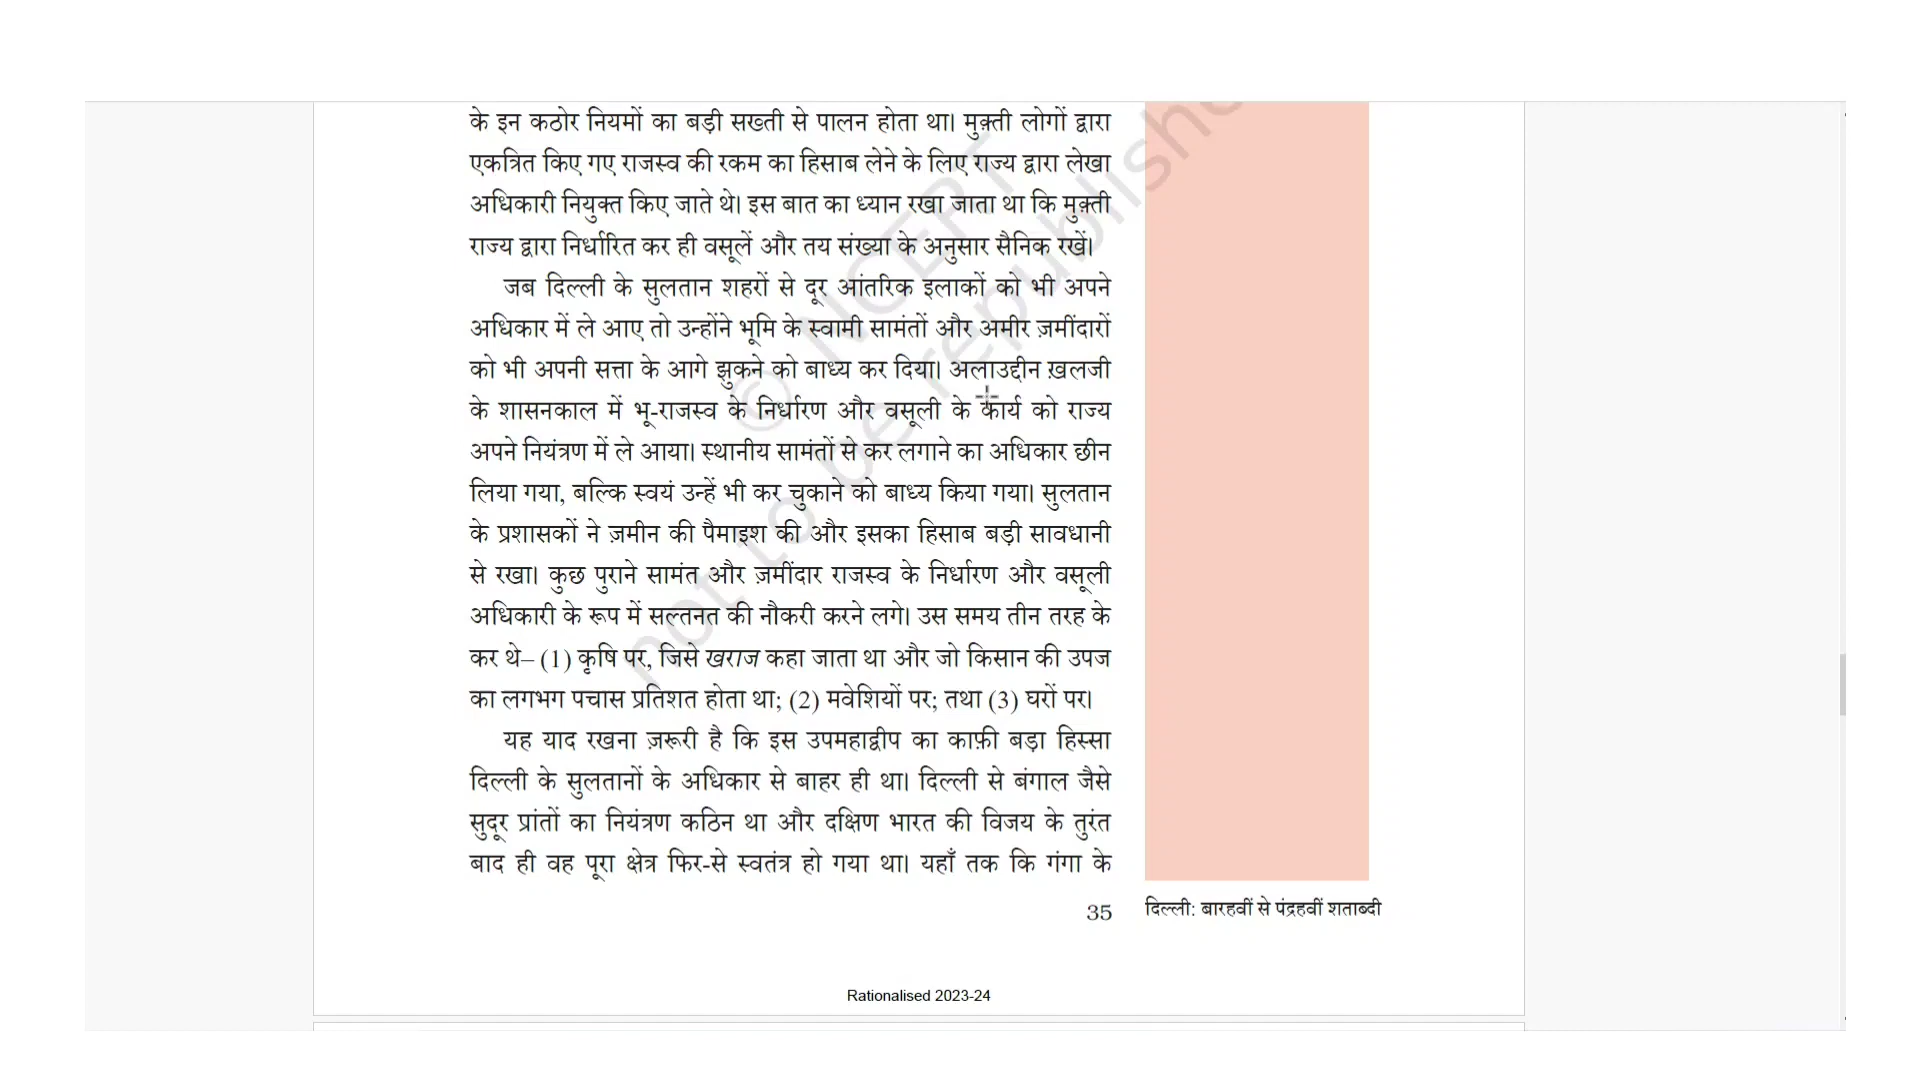 के इन कठोर नियमों का बड़ी सख्ती से पालन होता था। मुक़्ती लोगों द्वारा
एकत्रित किए गए राजस्व की रकम का हिसाब लेने के लिए राज्य द्वारा लेखा
अधिकारी नियुक्त किए जाते थे। इस बात का ध्यान रखा जाता था कि मुक़्ती
राज्य द्वारा निर्धारित कर ही वसूलें और तय संख्या के अनुसार सैनिक रखें।
जब दिल्ली के सुलतान शहरों से दूर आंतरिक इलाकों को भी अपने
अधिकार में ले आए तो उन्होंने भूमि के स्वामी सामंतों और अमीर ज़मींदारों
को भी अपनी सत्ता के आगे झुकने को बाध्य कर दिया। अलाउद्दीन ख़लजी
के शासनकाल में भू-राजस्व के निर्धारण और वसूली के कार्य को राज्य
अपने नियंत्रण में ले आया। स्थानीय सामंतों से कर लगाने का अधिकार छीन
लिया गया, बल्कि स्वयं उन्हें भी कर चुकाने को बाध्य किया गया। सुलतान
के प्रशासकों ने ज़मीन की पैमाइश की और इसका हिसाब बड़ी सावधानी
से रखा। कुछ पुराने सामंत और ज़मींदार राजस्व के निर्धारण और वसूली
अधिकारी के रूप में सल्तनत की नौकरी करने लगे। उस समय तीन तरह के
कर थे– (1) कृषि पर, जिसे खराज कहा जाता था और जो किसान की उपज
का लगभग पचास प्रतिशत होता था; (2) मवेशियों पर; तथा (3) घरों पर।
यह याद रखना ज़रूरी है कि इस उपमहाद्वीप का काफ़ी बड़ा हिस्सा
दिल्ली के सुलतानों के अधिकार से बाहर ही था। दिल्ली से बंगाल जैसे
सुदूर प्रांतों का नियंत्रण कठिन था और दक्षिण भारत की विजय के तुरंत
बाद ही वह पूरा क्षेत्र फिर-से स्वतंत्र हो गया था। यहाँ तक कि गंगा के
35 दिल्ली: बारहवीं से पंद्रहवीं शताब्दी
Rationalised 2023-24
© NCERT
not to be republished